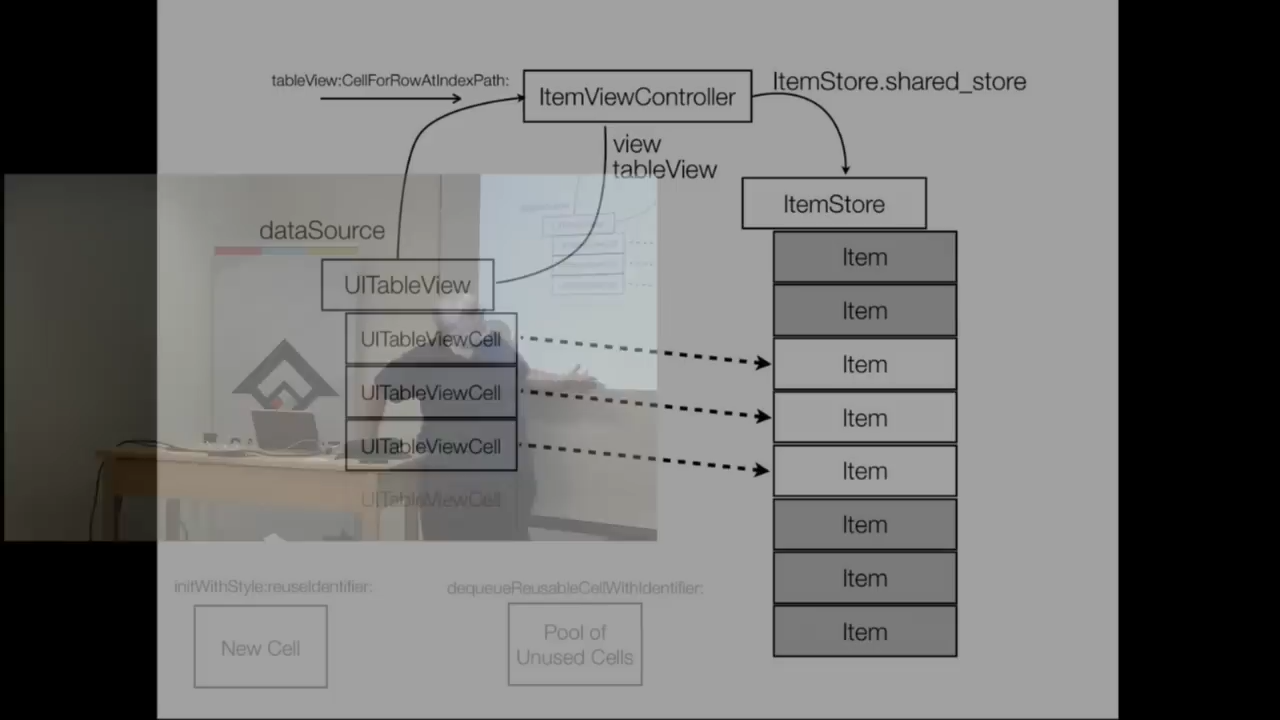 tableView:CellForRowAtIndexPath:
ItemViewController
ItemStore.shared_store
view
tableView
ItemStore
dataSource
Item
UITableView
Item
UITableViewCell
Item
UITableViewCell
Item
UITableViewCell
Item
UITableViewCell
Item
initWithStyle:reuseIdentifier:
dequeueReusableCellWithIdentifier:
Item
New Cell
Pool of
Unused Cells
Item